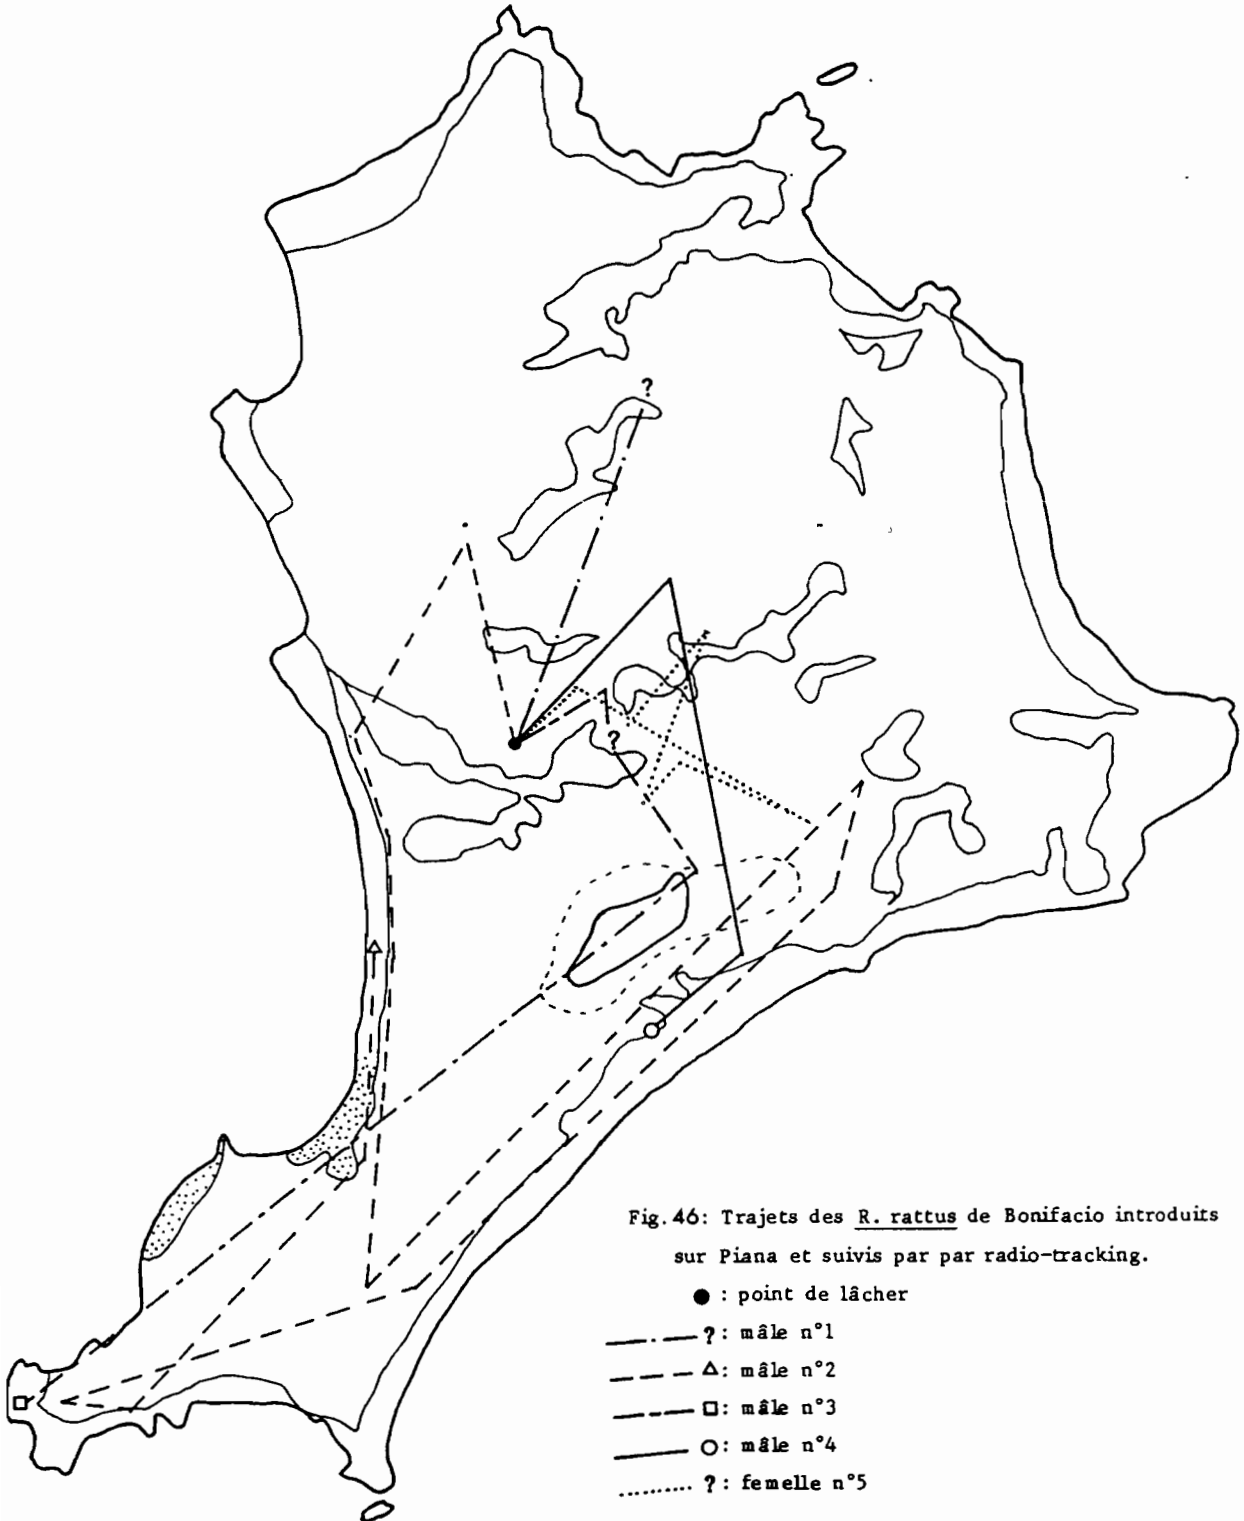 ?
?
Fig. 46: Trajets des R. rattus de Bonifacio introduits
sur Piana et suivis par par radio-tracking.
● : point de lâcher
?: mâle n°1
△: mâle n°2
□: mâle n°3
○: mâle n°4
?: femelle n°5